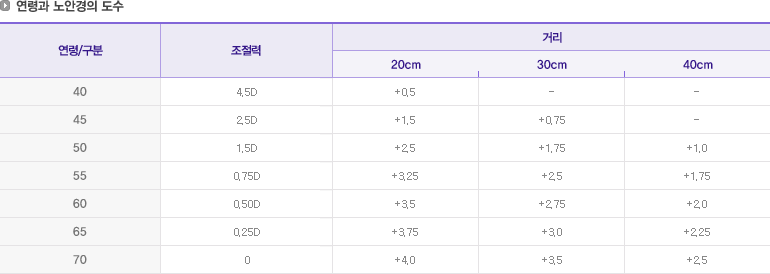 연령과 노안경의 도수
연령/구분 조절력 거리
20cm 30cm 40cm
40 4,5D +0,5 - -
45 2,5D +1,5 +0,75 -
50 1,5D +2,5 +1,75 +1,0
55 0,75D +3,25 +2,5 +1,75
60 0,50D +3,5 +2,75 +2,0
65 0,25D +3,75 +3,0 +2,25
70 0 +4,0 +3,5 +2,5